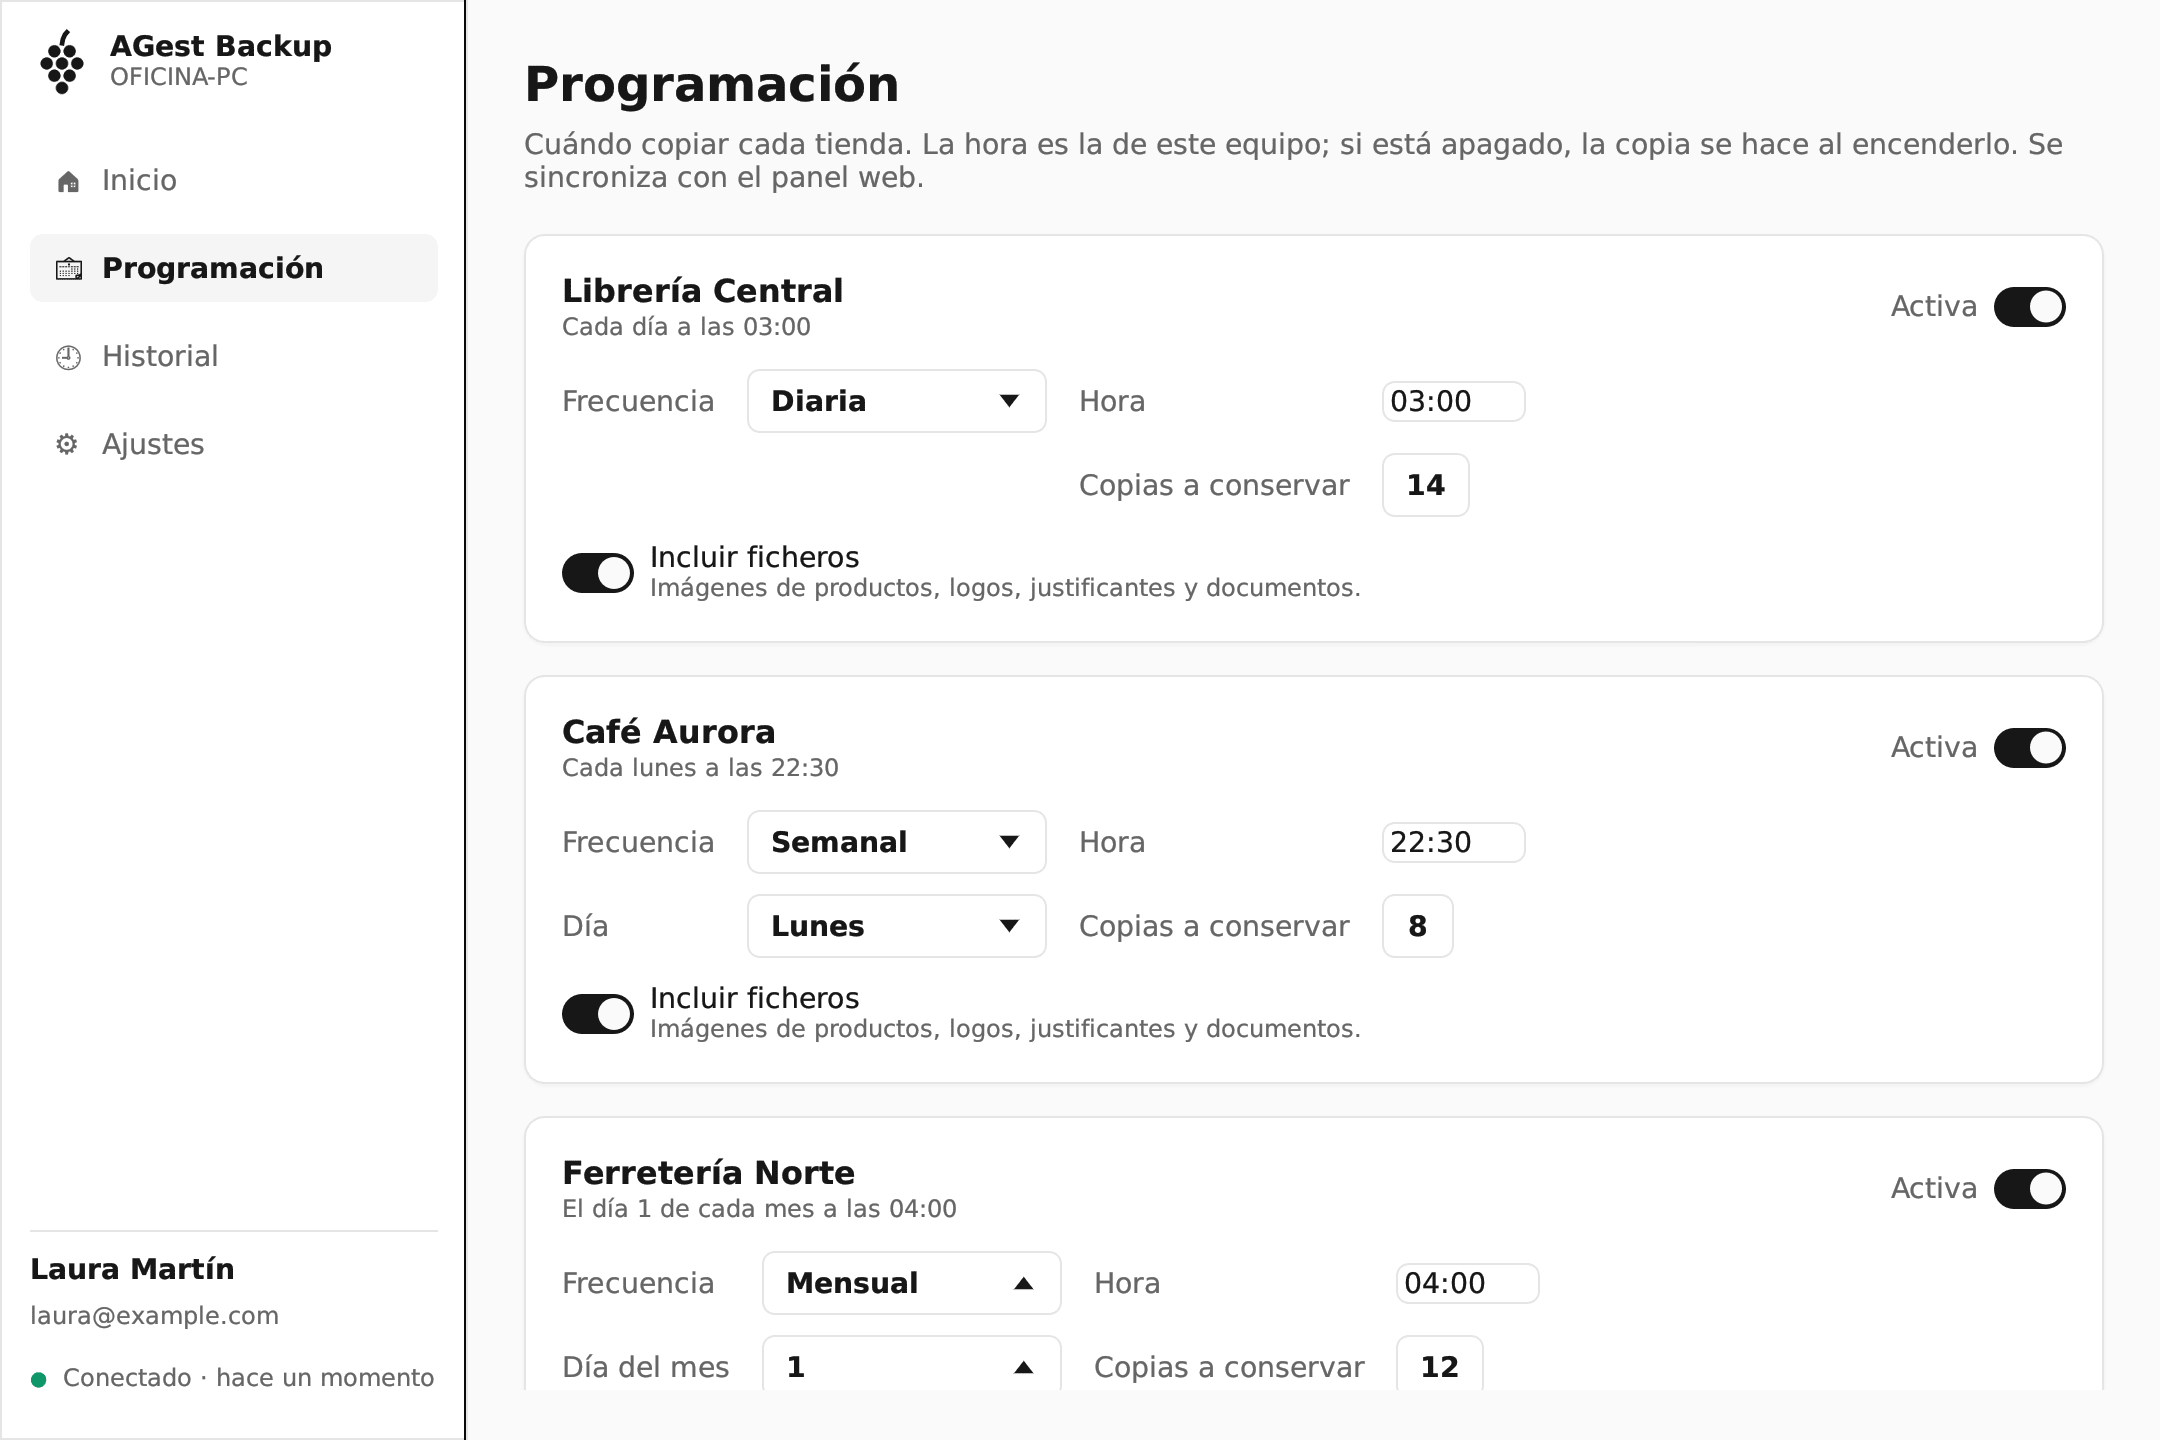 AGest Backup
OFICINA-PC
Inicio
Programación
Historial
Ajustes
Laura Martín
laura@example.com
Conectado · hace un momento
Programación
Cuándo copiar cada tienda. La hora es la de este equipo; si está apagado, la copia se hace al encenderlo. Se
sincroniza con el panel web.
Librería Central
Cada día a las 03:00
Activa
Frecuencia Diaria Hora 03:00
Copias a conservar 14
Incluir ficheros
Imágenes de productos, logos, justificantes y documentos.
Café Aurora
Cada lunes a las 22:30
Activa
Frecuencia Semanal Hora 22:30
Día Lunes Copias a conservar 8
Incluir ficheros
Imágenes de productos, logos, justificantes y documentos.
Ferretería Norte
El día 1 de cada mes a las 04:00
Activa
Frecuencia Mensual Hora 04:00
Día del mes 1 Copias a conservar 12